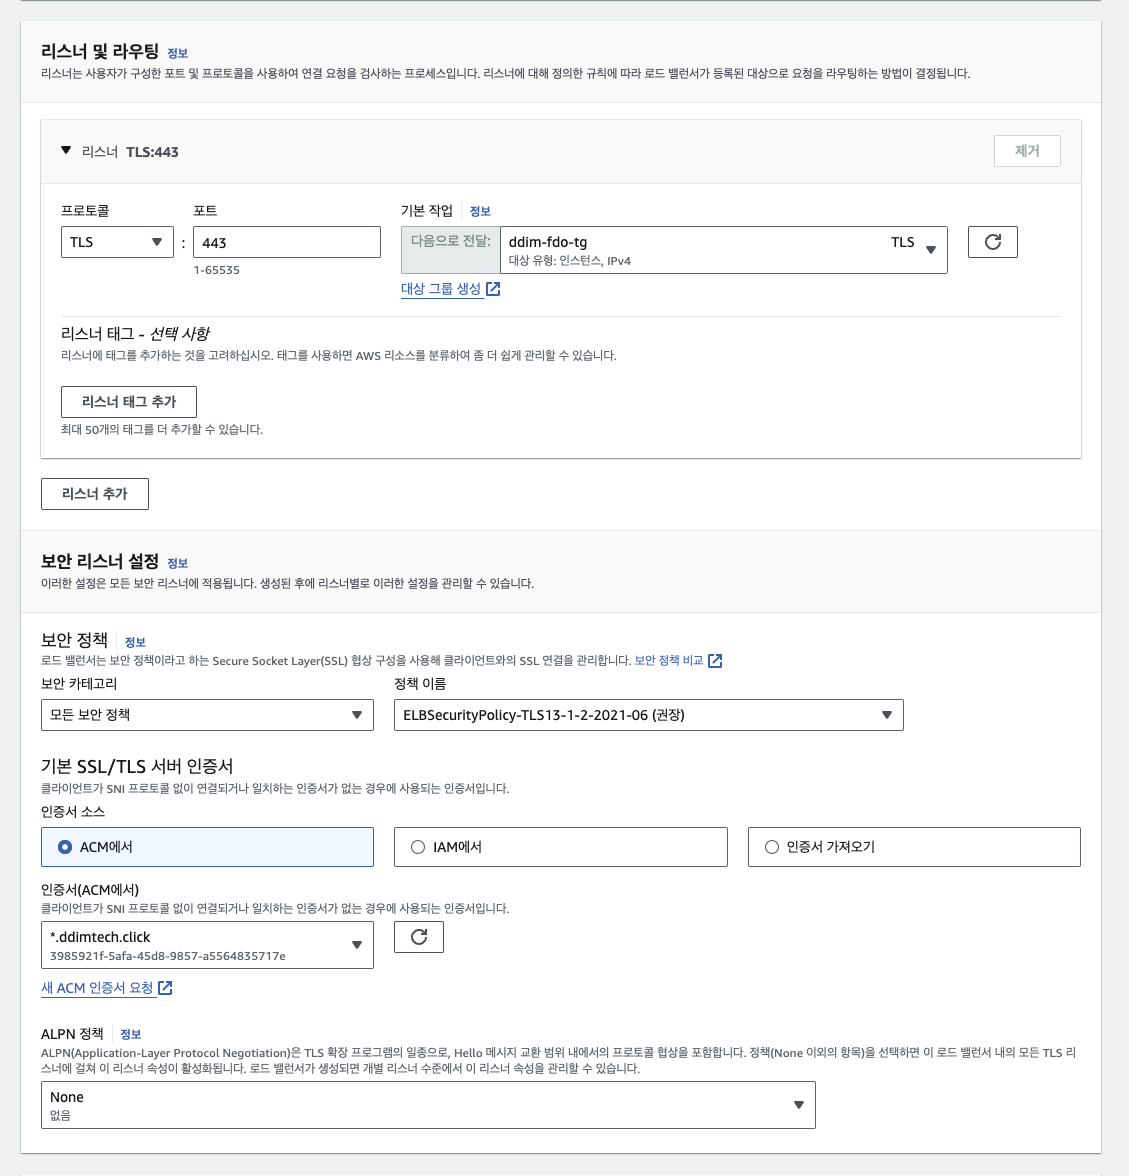 리스너 및 라우팅 정보
리스너는 사용자가 구성한 포트 및 프로토콜을 사용하여 연결 요청을 검사하는 프로세스입니다. 리스너에 대해 정의한 규칙에 따라 로드 밸런서가 등록된 대상으로 요청을 라우팅하는 방법이 결정됩니다.
리스너 TLS:443
제거
프로토콜 포트 기본 작업 정보
TLS : 443 다음으로 전달: ddim-fdo-tg TLS
대상 유형: 인스턴스, IPv4
1-65535
대상 그룹 생성
리스너 태그 - 선택 사항
리스너에 태그를 추가하는 것을 고려하십시오. 태그를 사용하면 AWS 리소스를 분류하여 좀 더 쉽게 관리할 수 있습니다.
리스너 태그 추가
최대 50개의 태그를 더 추가할 수 있습니다.
리스너 추가
보안 리스너 설정 정보
이러한 설정은 모든 보안 리스너에 적용됩니다. 생성된 후에 리스너별로 이러한 설정을 관리할 수 있습니다.
보안 정책 정보
로드 밸런서는 보안 정책이라고 하는 Secure Socket Layer(SSL) 협상 구성을 사용해 클라이언트와의 SSL 연결을 관리합니다. 보안 정책 비교
보안 카테고리 정책 이름
모든 보안 정책 ELBSecurityPolicy-TLS13-1-2-2021-06 (권장)
기본 SSL/TLS 서버 인증서
클라이언트가 SNI 프로토콜 없이 연결되거나 일치하는 인증서가 없는 경우에 사용되는 인증서입니다.
인증서 소스
ACM에서 IAM에서 인증서 가져오기
인증서(ACM에서)
클라이언트가 SNI 프로토콜 없이 연결되거나 일치하는 인증서가 없는 경우에 사용되는 인증서입니다.
*.ddimtech.click
3985921f-5afa-45d8-9857-a5564835717e
새 ACM 인증서 요청
ALPN 정책 정보
ALPN(Application-Layer Protocol Negotiation)은 TLS 확장 프로그램의 일종으로, Hello 메시지 교환 범위 내에서의 프로토콜 협상을 포함합니다. 정책(None 이외의 항목)을 선택하면 이 로드 밸런서 내의 모든 TLS 리
스너에 걸쳐 이 리스너 속성이 활성화됩니다. 로드 밸런서가 생성되면 개별 리스너 수준에서 이 리스너 속성을 관리할 수 있습니다.
None
없음